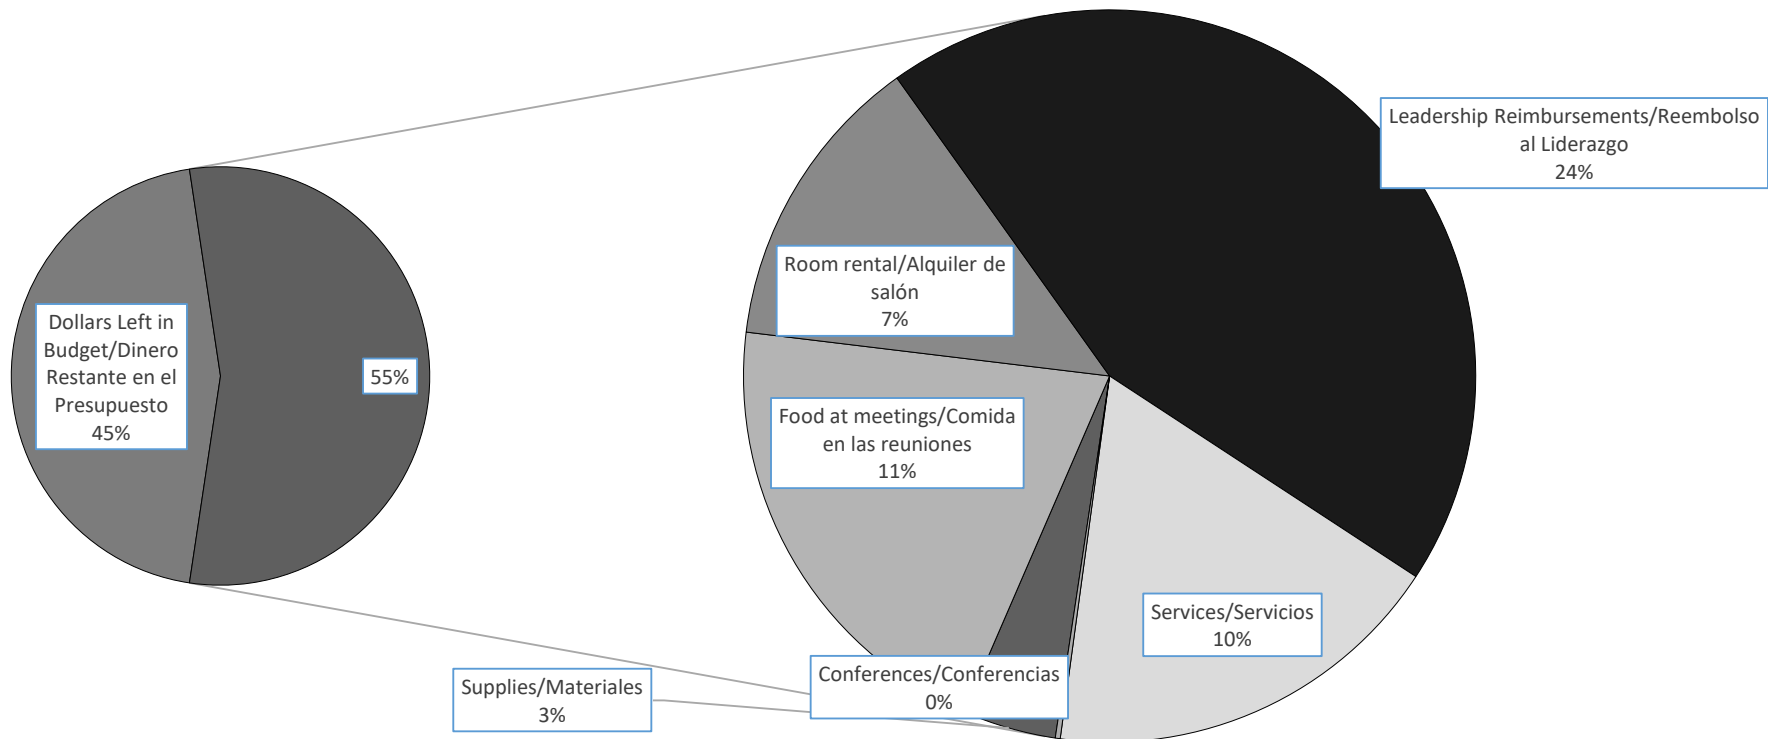 Leadership Reimbursements/Reembolso
al Liderazgo
24%
Room rental/Alquiler de
salón
7%
Dollars Left in
Budget/Dinero
Restante en el
Presupuesto
45%
55%
Food at meetings/Comida
en las reuniones
11%
Services/Servicios
10%
Conferences/Conferencias
0%
Supplies/Materiales
3%